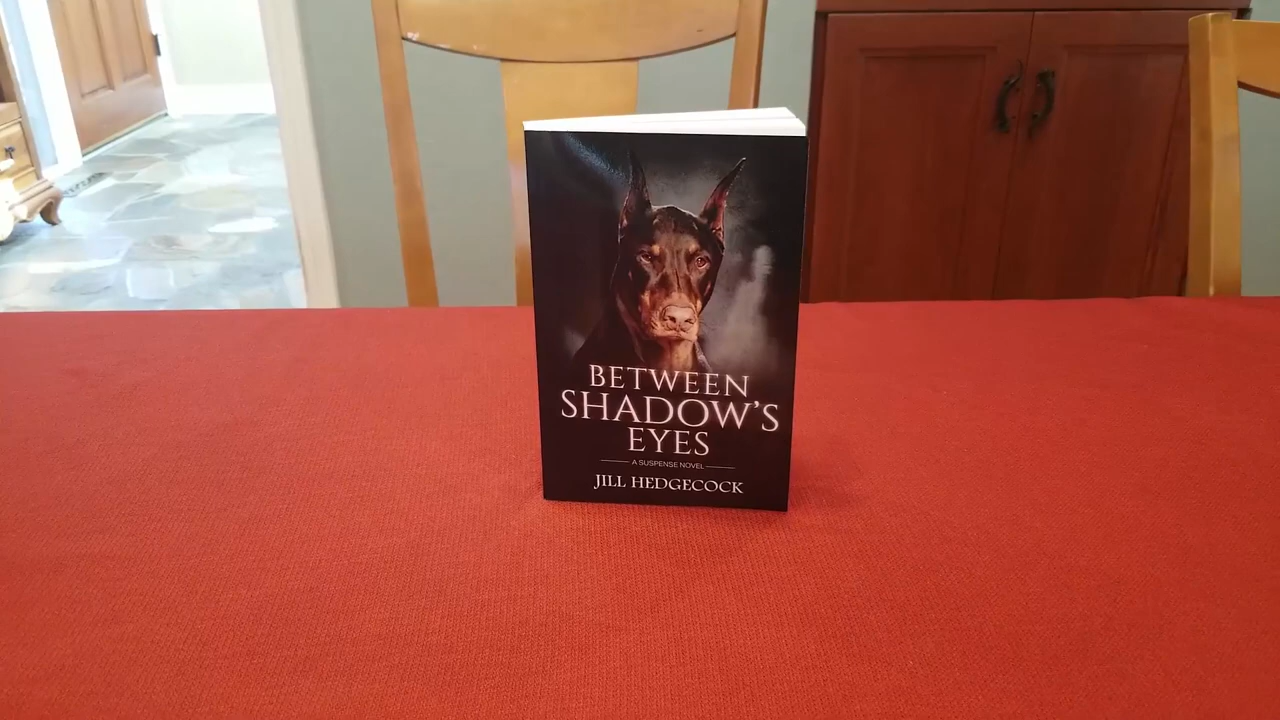 BETWEEN
SHADOW'S
EYES
A SUSPENSE NOVEL
JILL HEDGECOCK